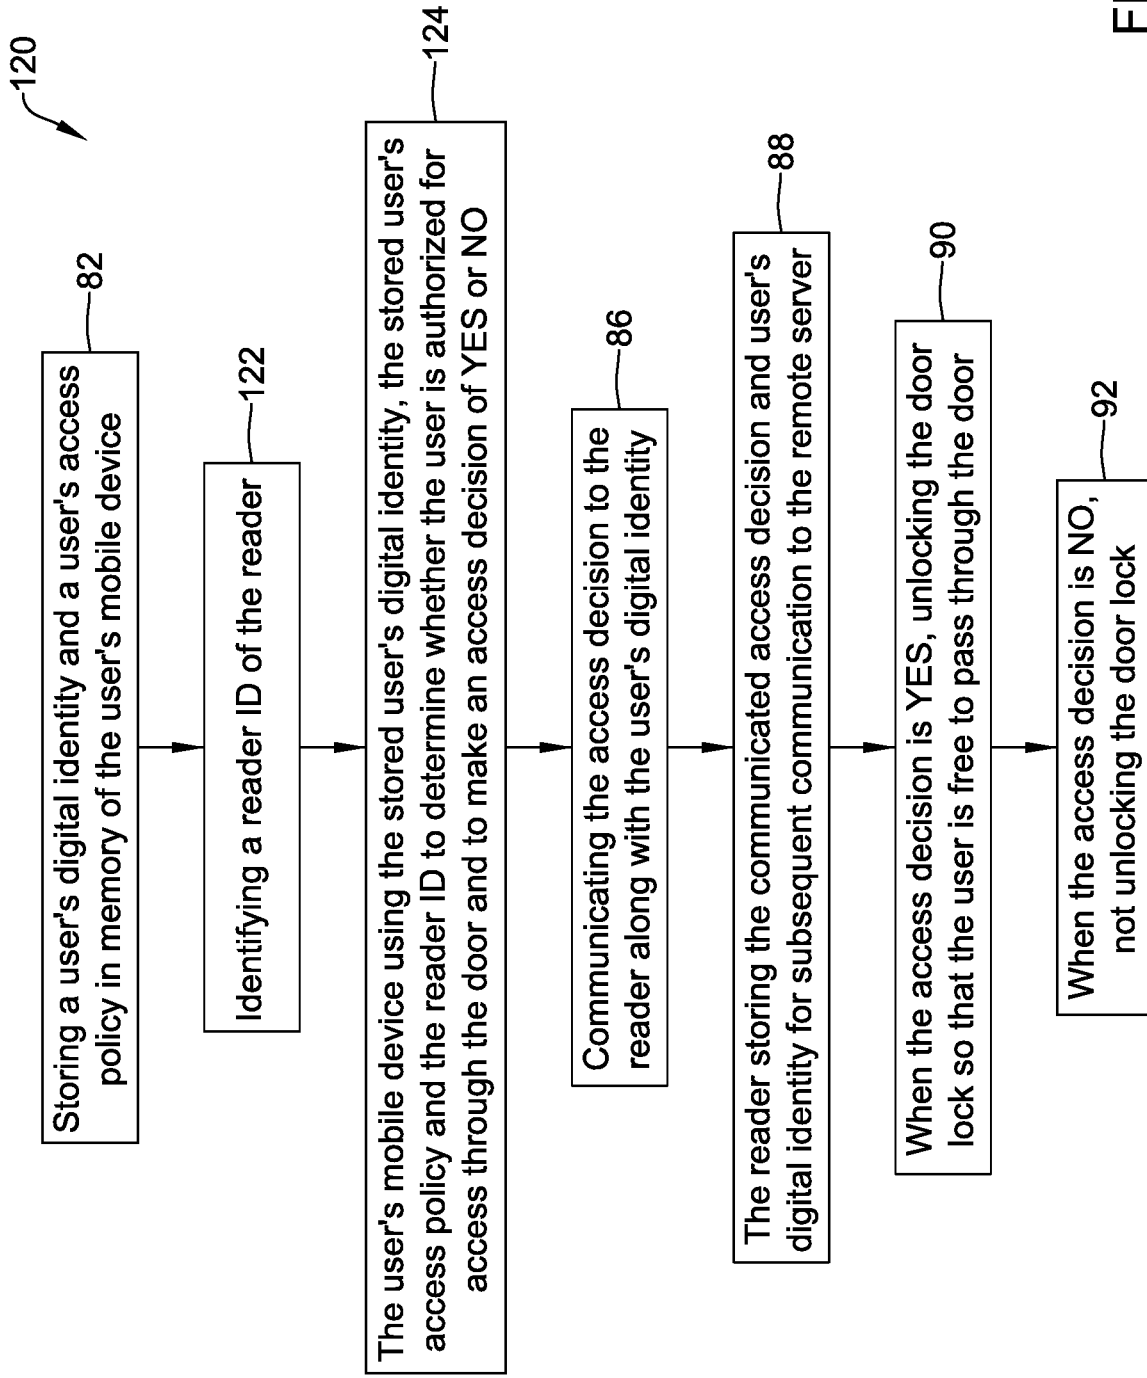 120
Storing a user's digital identity and a user's access
policy in memory of the user's mobile device
82
Identifying a reader ID of the reader
122
The user's mobile device using the stored user's digital identity, the stored user's
access policy and the reader ID to determine whether the user is authorized for
access through the door and to make an access decision of YES or NO
124
Communicating the access decision to the
reader along with the user's digital identity
86
The reader storing the communicated access decision and user's
digital identity for subsequent communication to the remote server
88
When the access decision is YES, unlocking the door
lock so that the user is free to pass through the door
90
When the access decision is NO,
not unlocking the door lock
92